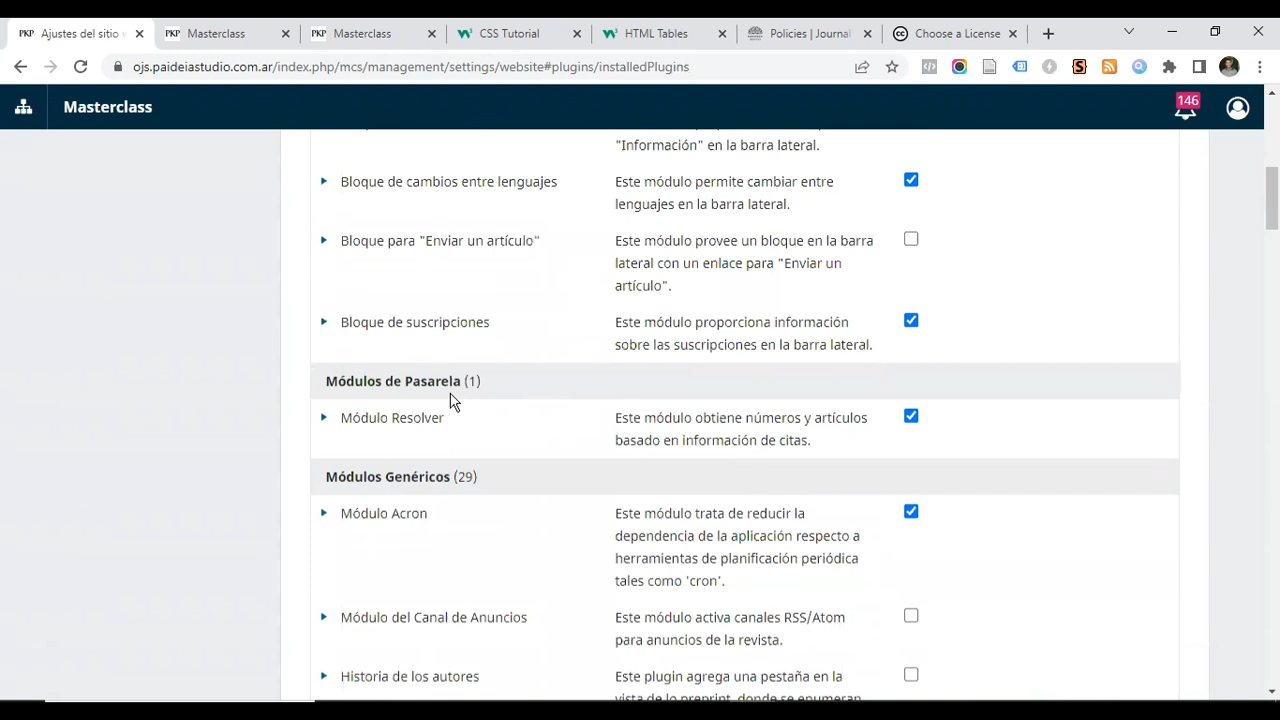 PKP Ajustes del sitio
PKP Masterclass
PKP Masterclass
CSS Tutorial
HTML Tables
Policies | Journal
Choose a License
ojs.paideiastudio.com.ar/index.php/mcs/management/settings/website#plugins/installedPlugins
Masterclass
146
"Información" en la barra lateral.
Bloque de cambios entre lenguajes
Este módulo permite cambiar entre
lenguajes en la barra lateral.
Bloque para "Enviar un artículo"
Este módulo provee un bloque en la barra
lateral con un enlace para "Enviar un
artículo".
Bloque de suscripciones
Este módulo proporciona información
sobre las suscripciones en la barra lateral.
Módulos de Pasarela (1)
Módulo Resolver
Este módulo obtiene números y artículos
basado en información de citas.
Módulos Genéricos (29)
Módulo Acron
Este módulo trata de reducir la
dependencia de la aplicación respecto a
herramientas de planificación periódica
tales como 'cron'.
Módulo del Canal de Anuncios
Este módulo activa canales RSS/Atom
para anuncios de la revista.
Historia de los autores
Este plugin agrega una pestaña en la
vista de lo preprint, donde se enumeran